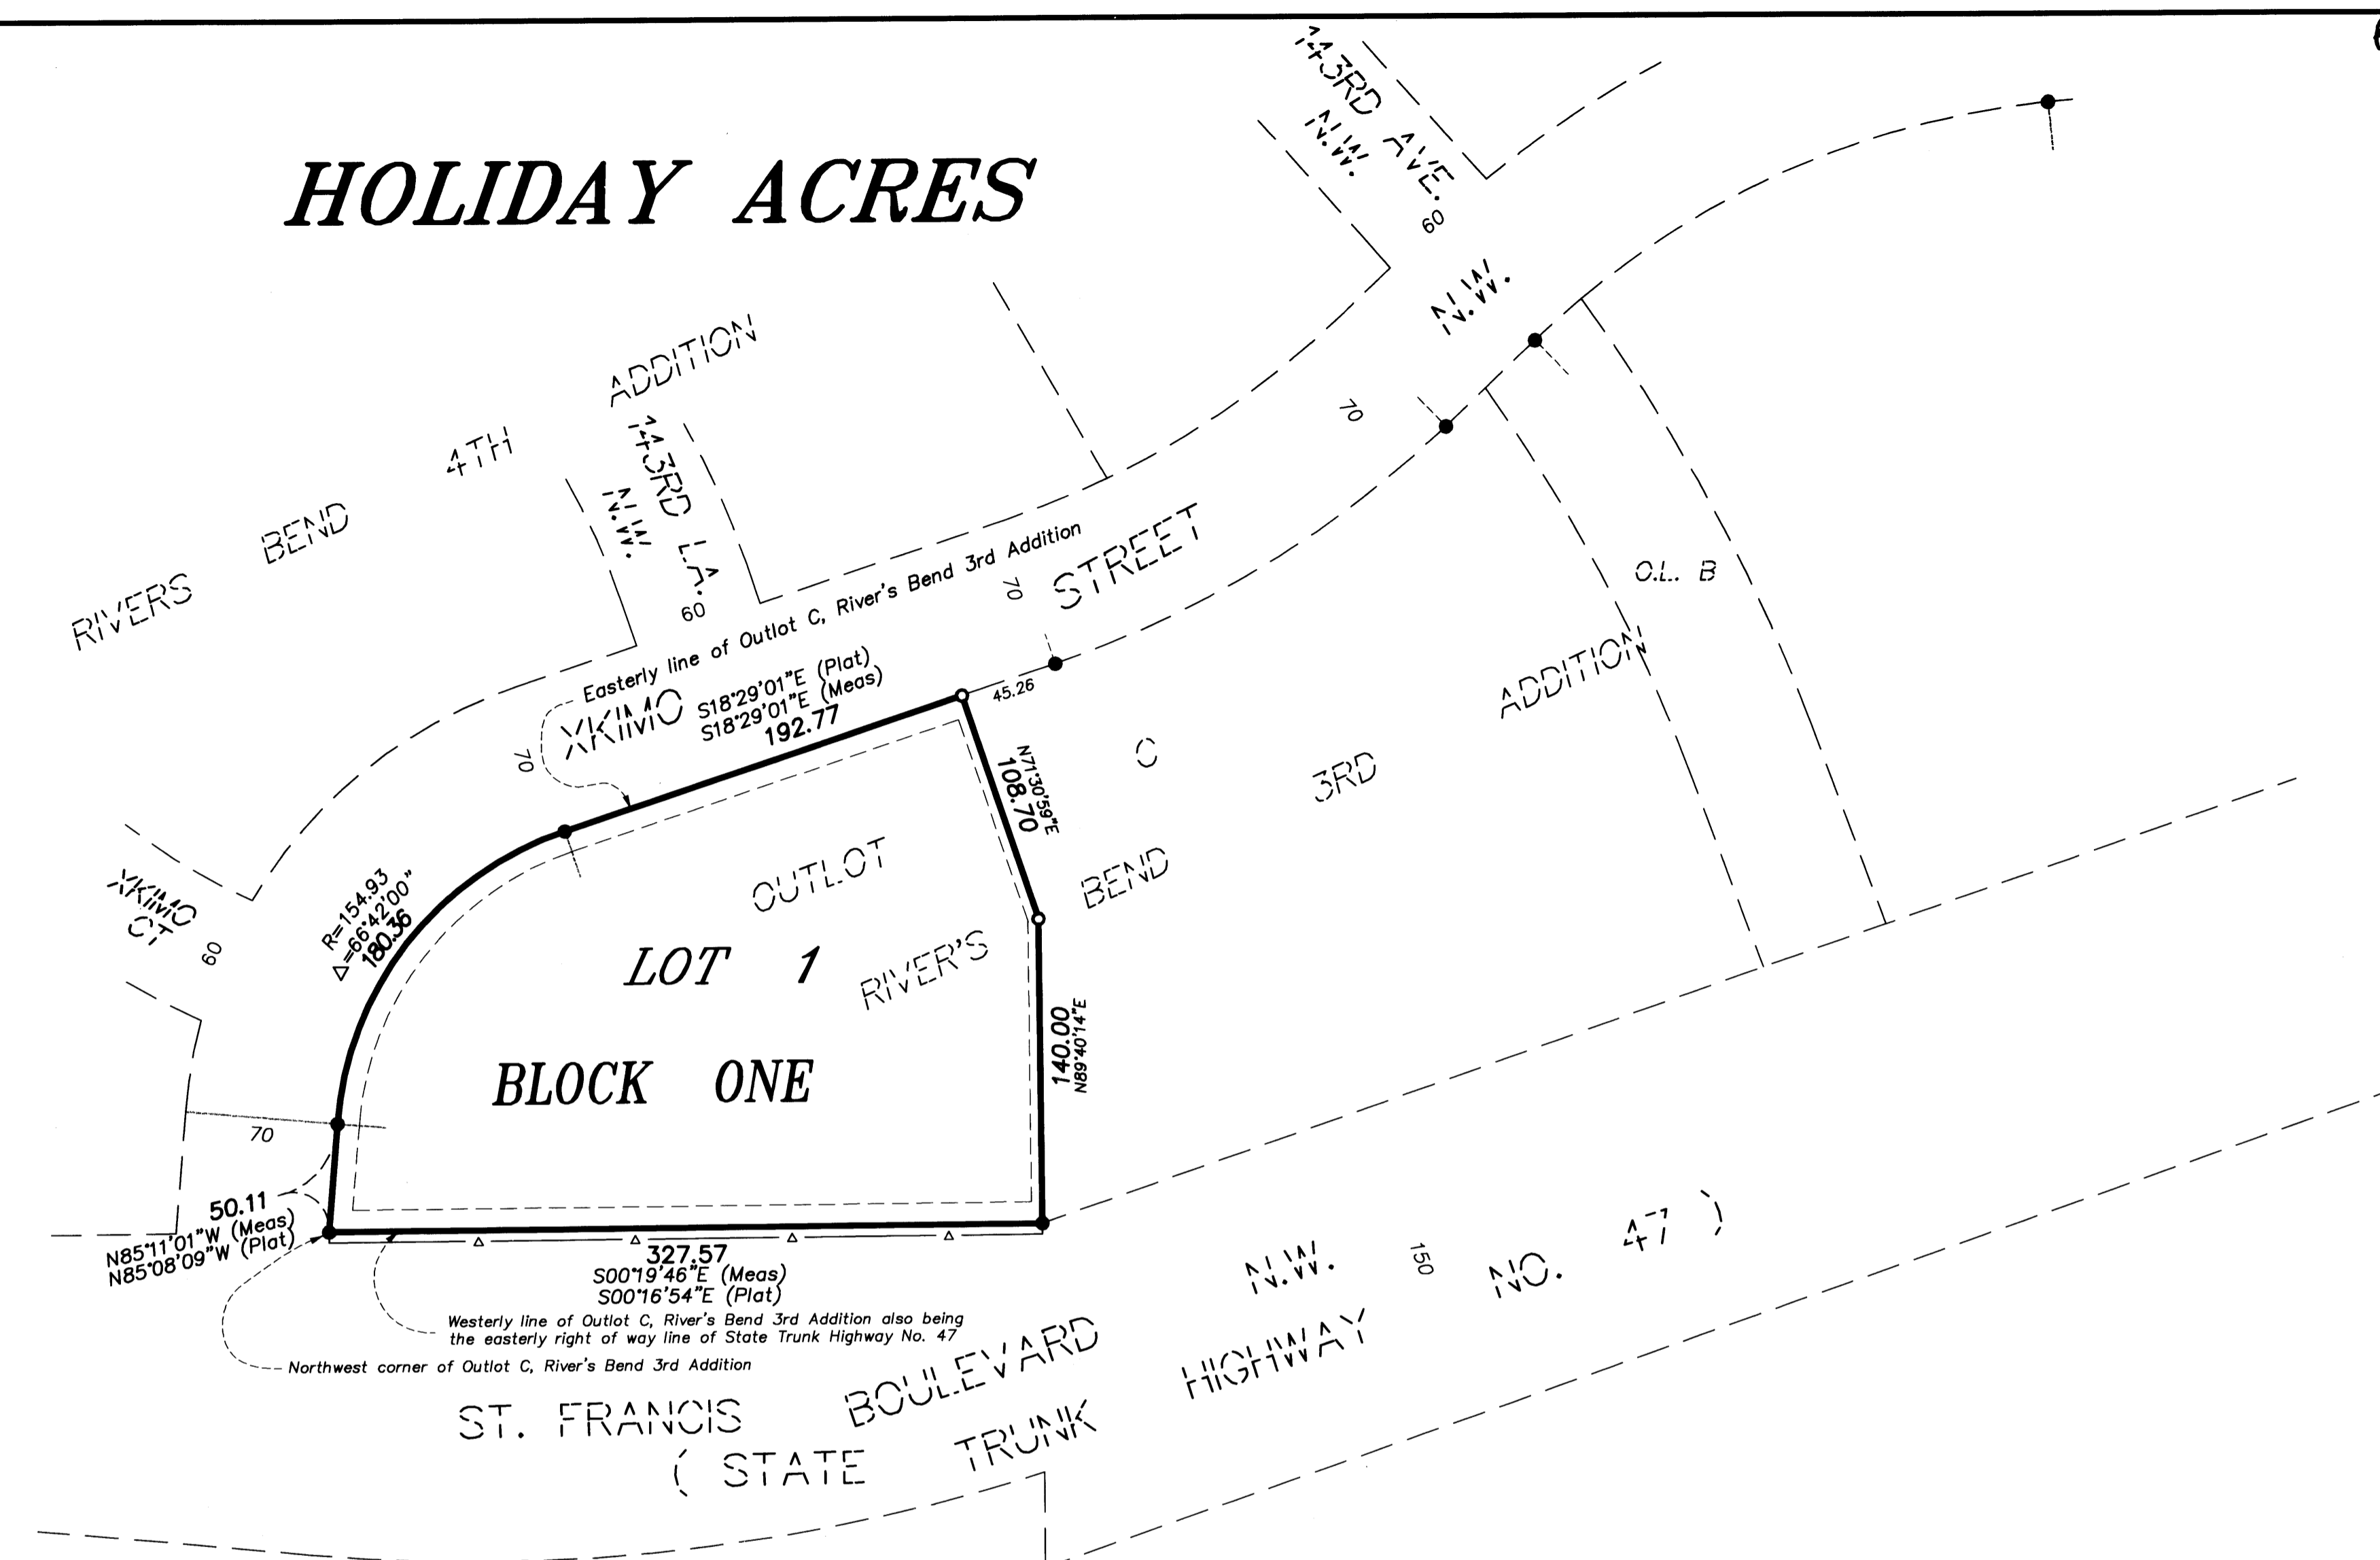 HOLIDAY ACRES
143RD AVE.
N.W.
60
N.W.
RIVERS BEND 4TH ADDITION
143RD LA.
N.W.
60
70
70
Easterly line of Outlot C, River's Bend 3rd Addition
STREET
XKIMO
S18°29'01"E (Plat)
S18°29'01"E (Meas)
192.77
45.26
70
N71°30'59"E
108.70
O.L. B
XKIMO
CT
60
R=154.93
Δ=66°42'00"
180.36
OUTLOT C
RIVER'S BEND 3RD ADDITION
LOT 1
BLOCK ONE
140.00
N89°40'14"E
70
50.11
N85°11'01"W (Meas)
N85°08'09"W (Plat)
327.57
S00°19'46"E (Meas)
S00°16'54"E (Plat)
Westerly line of Outlot C, River's Bend 3rd Addition also being
the easterly right of way line of State Trunk Highway No. 47
Northwest corner of Outlot C, River's Bend 3rd Addition
ST. FRANCIS BOULEVARD N.W.
150
( STATE TRUNK HIGHWAY NO. 47 )